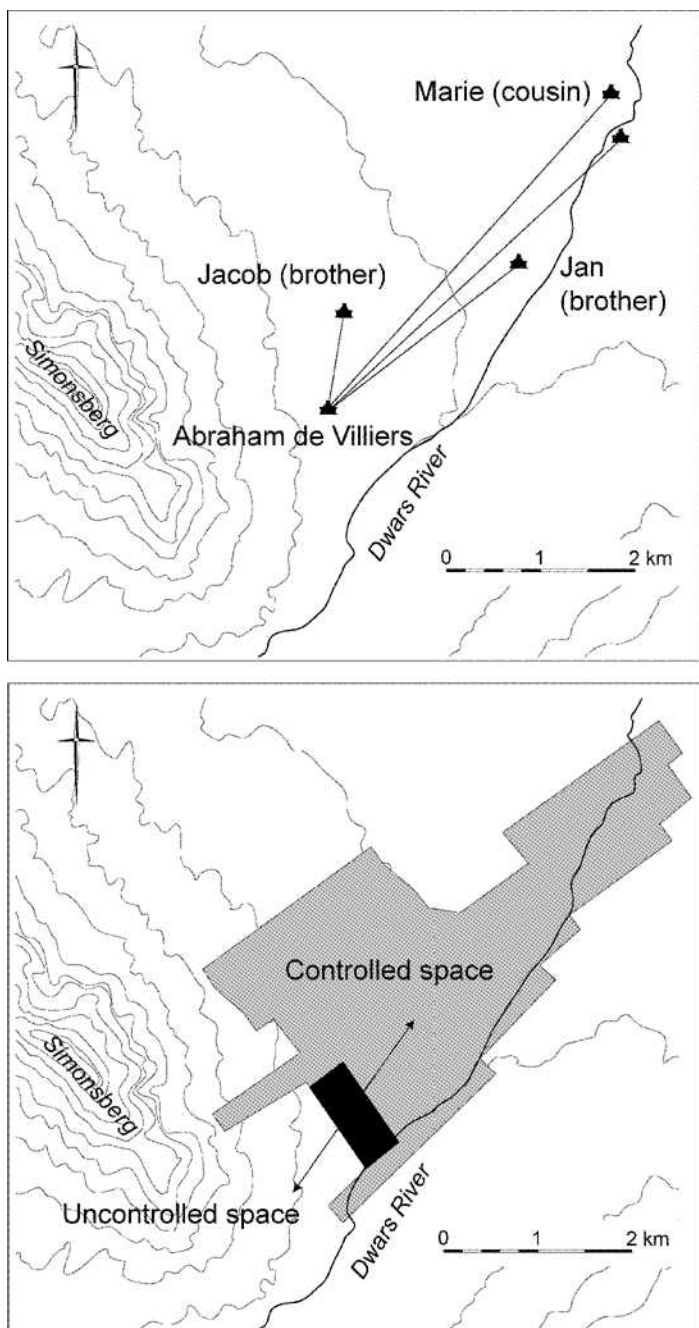 Marie (cousin)
Jacob (brother)
Jan
(brother)
Simonsberg
Abraham de Villiers
Dwars River
0 1 2 km
Controlled space
Simonsberg
Uncontrolled space
Dwars River
0 1 2 km